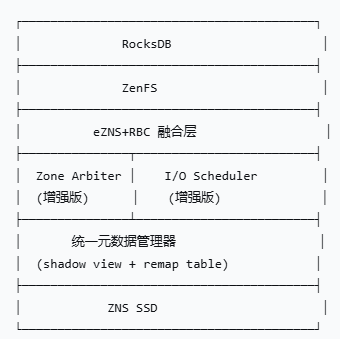 RocksDB
ZenFS
eZNS+RBC 融合层
Zone Arbiter I/O Scheduler
(增强版) (增强版)
统一元数据管理器
(shadow view + remap table)
ZNS SSD